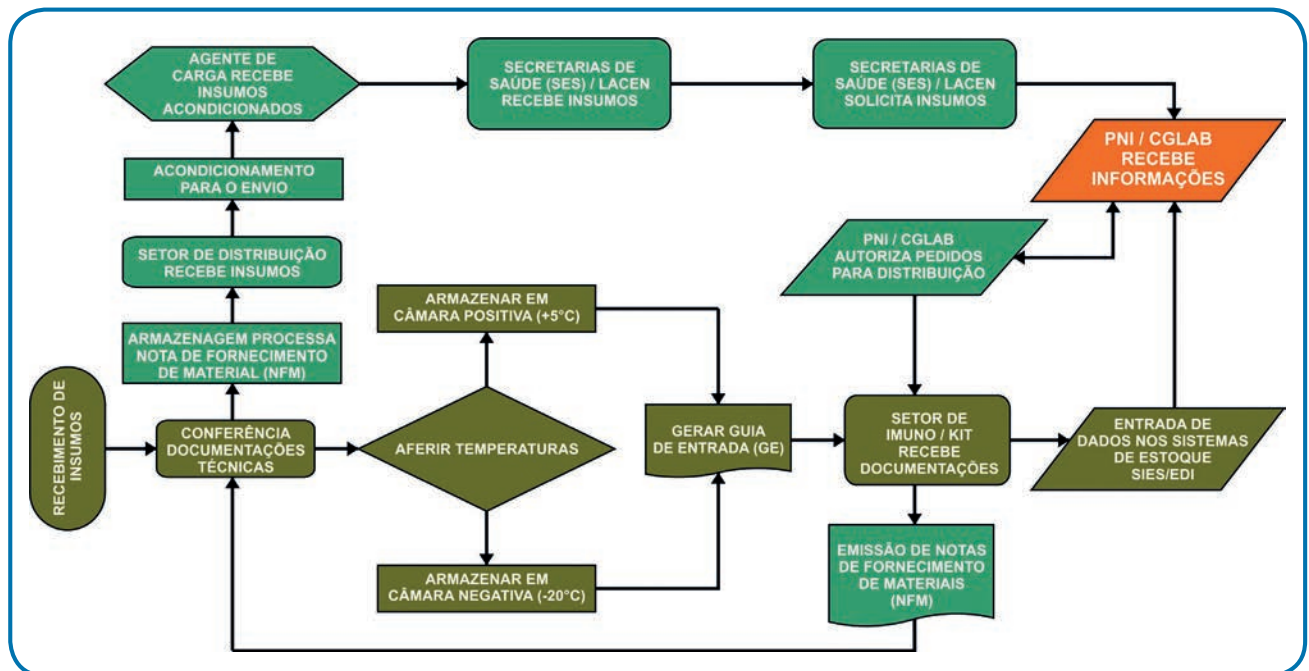 AGENTE DE
CARGA RECEBE
INSUMOS
ACONDICIONADOS
SECRETARIAS DE
SAÚDE (SES) / LACEN
RECEBE INSUMOS
SECRETARIAS DE
SAÚDE (SES) / LACEN
SOLICITA INSUMOS
PNI / CGLAB
RECEBE
INFORMAÇÕES
ACONDICIONAMENTO
PARA O ENVIO
SETOR DE DISTRIBUIÇÃO
RECEBE INSUMOS
PNI / CGLAB
AUTORIZA PEDIDOS
PARA DISTRIBUIÇÃO
ARMAZENAR EM
CÂMARA POSITIVA (+5°C)
ARMAZENAGEM PROCESSA
NOTA DE FORNECIMENTO
DE MATERIAL (NFM)
RECEBIMENTO DE
INSUMOS
CONFERÊNCIA
DOCUMENTAÇÕES
TÉCNICAS
AFERIR TEMPERATURAS
GERAR GUIA
DE ENTRADA (GE)
SETOR DE
IMUNO / KIT
RECEBE
DOCUMENTAÇÕES
ENTRADA DE
DADOS NOS SISTEMAS
DE ESTOQUE
SIES/EDI
ARMAZENAR EM
CÂMARA NEGATIVA (-20°C)
EMISSÃO DE NOTAS
DE FORNECIMENTO
DE MATERIAIS
(NFM)